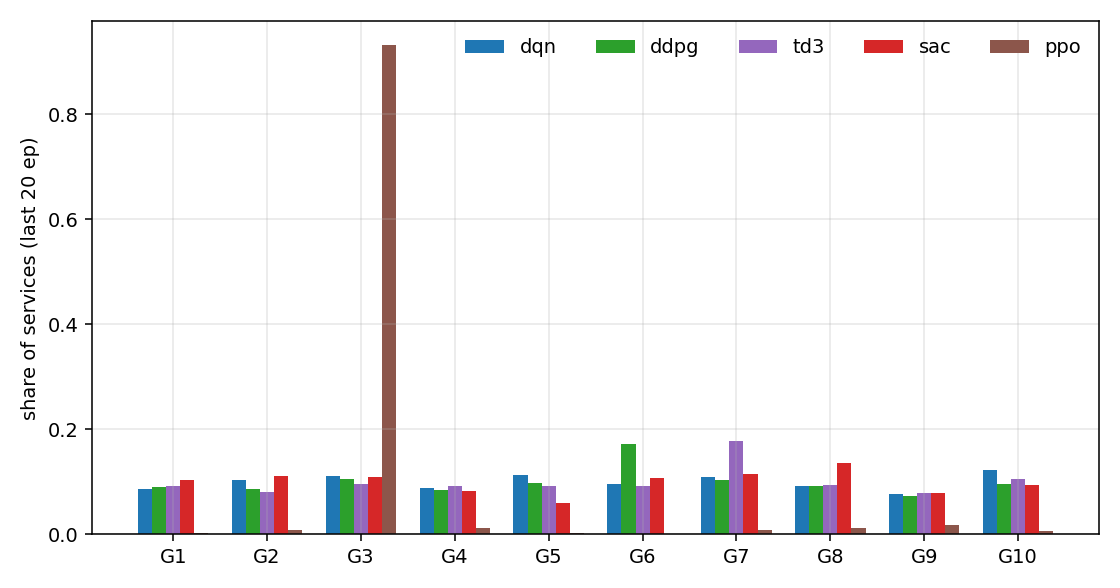 dqn ddpg td3 sac ppo
share of services (last 20 ep)
0.8
0.6
0.4
0.2
0.0
G1 G2 G3 G4 G5 G6 G7 G8 G9 G10